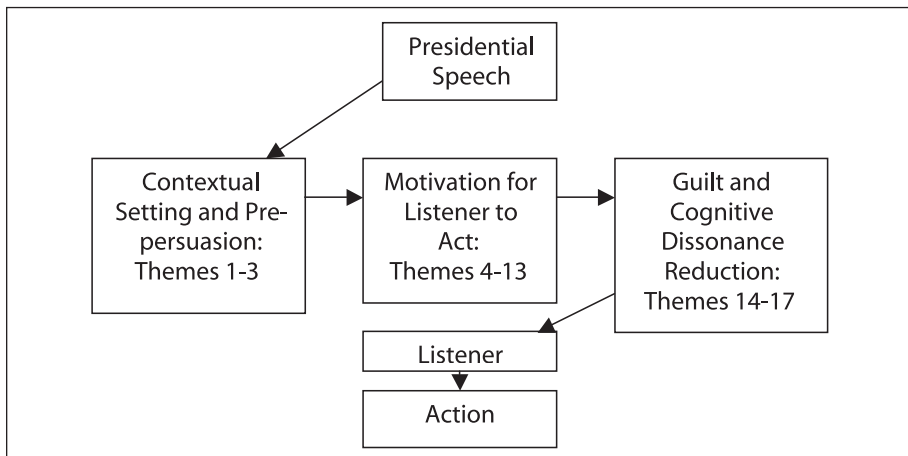 Presidential
Speech
Contextual
Setting and Pre-
persuasion:
Themes 1-3
Motivation for
Listener to
Act:
Themes 4-13
Guilt and
Cognitive
Dissonance
Reduction:
Themes 14-17
Listener
Action